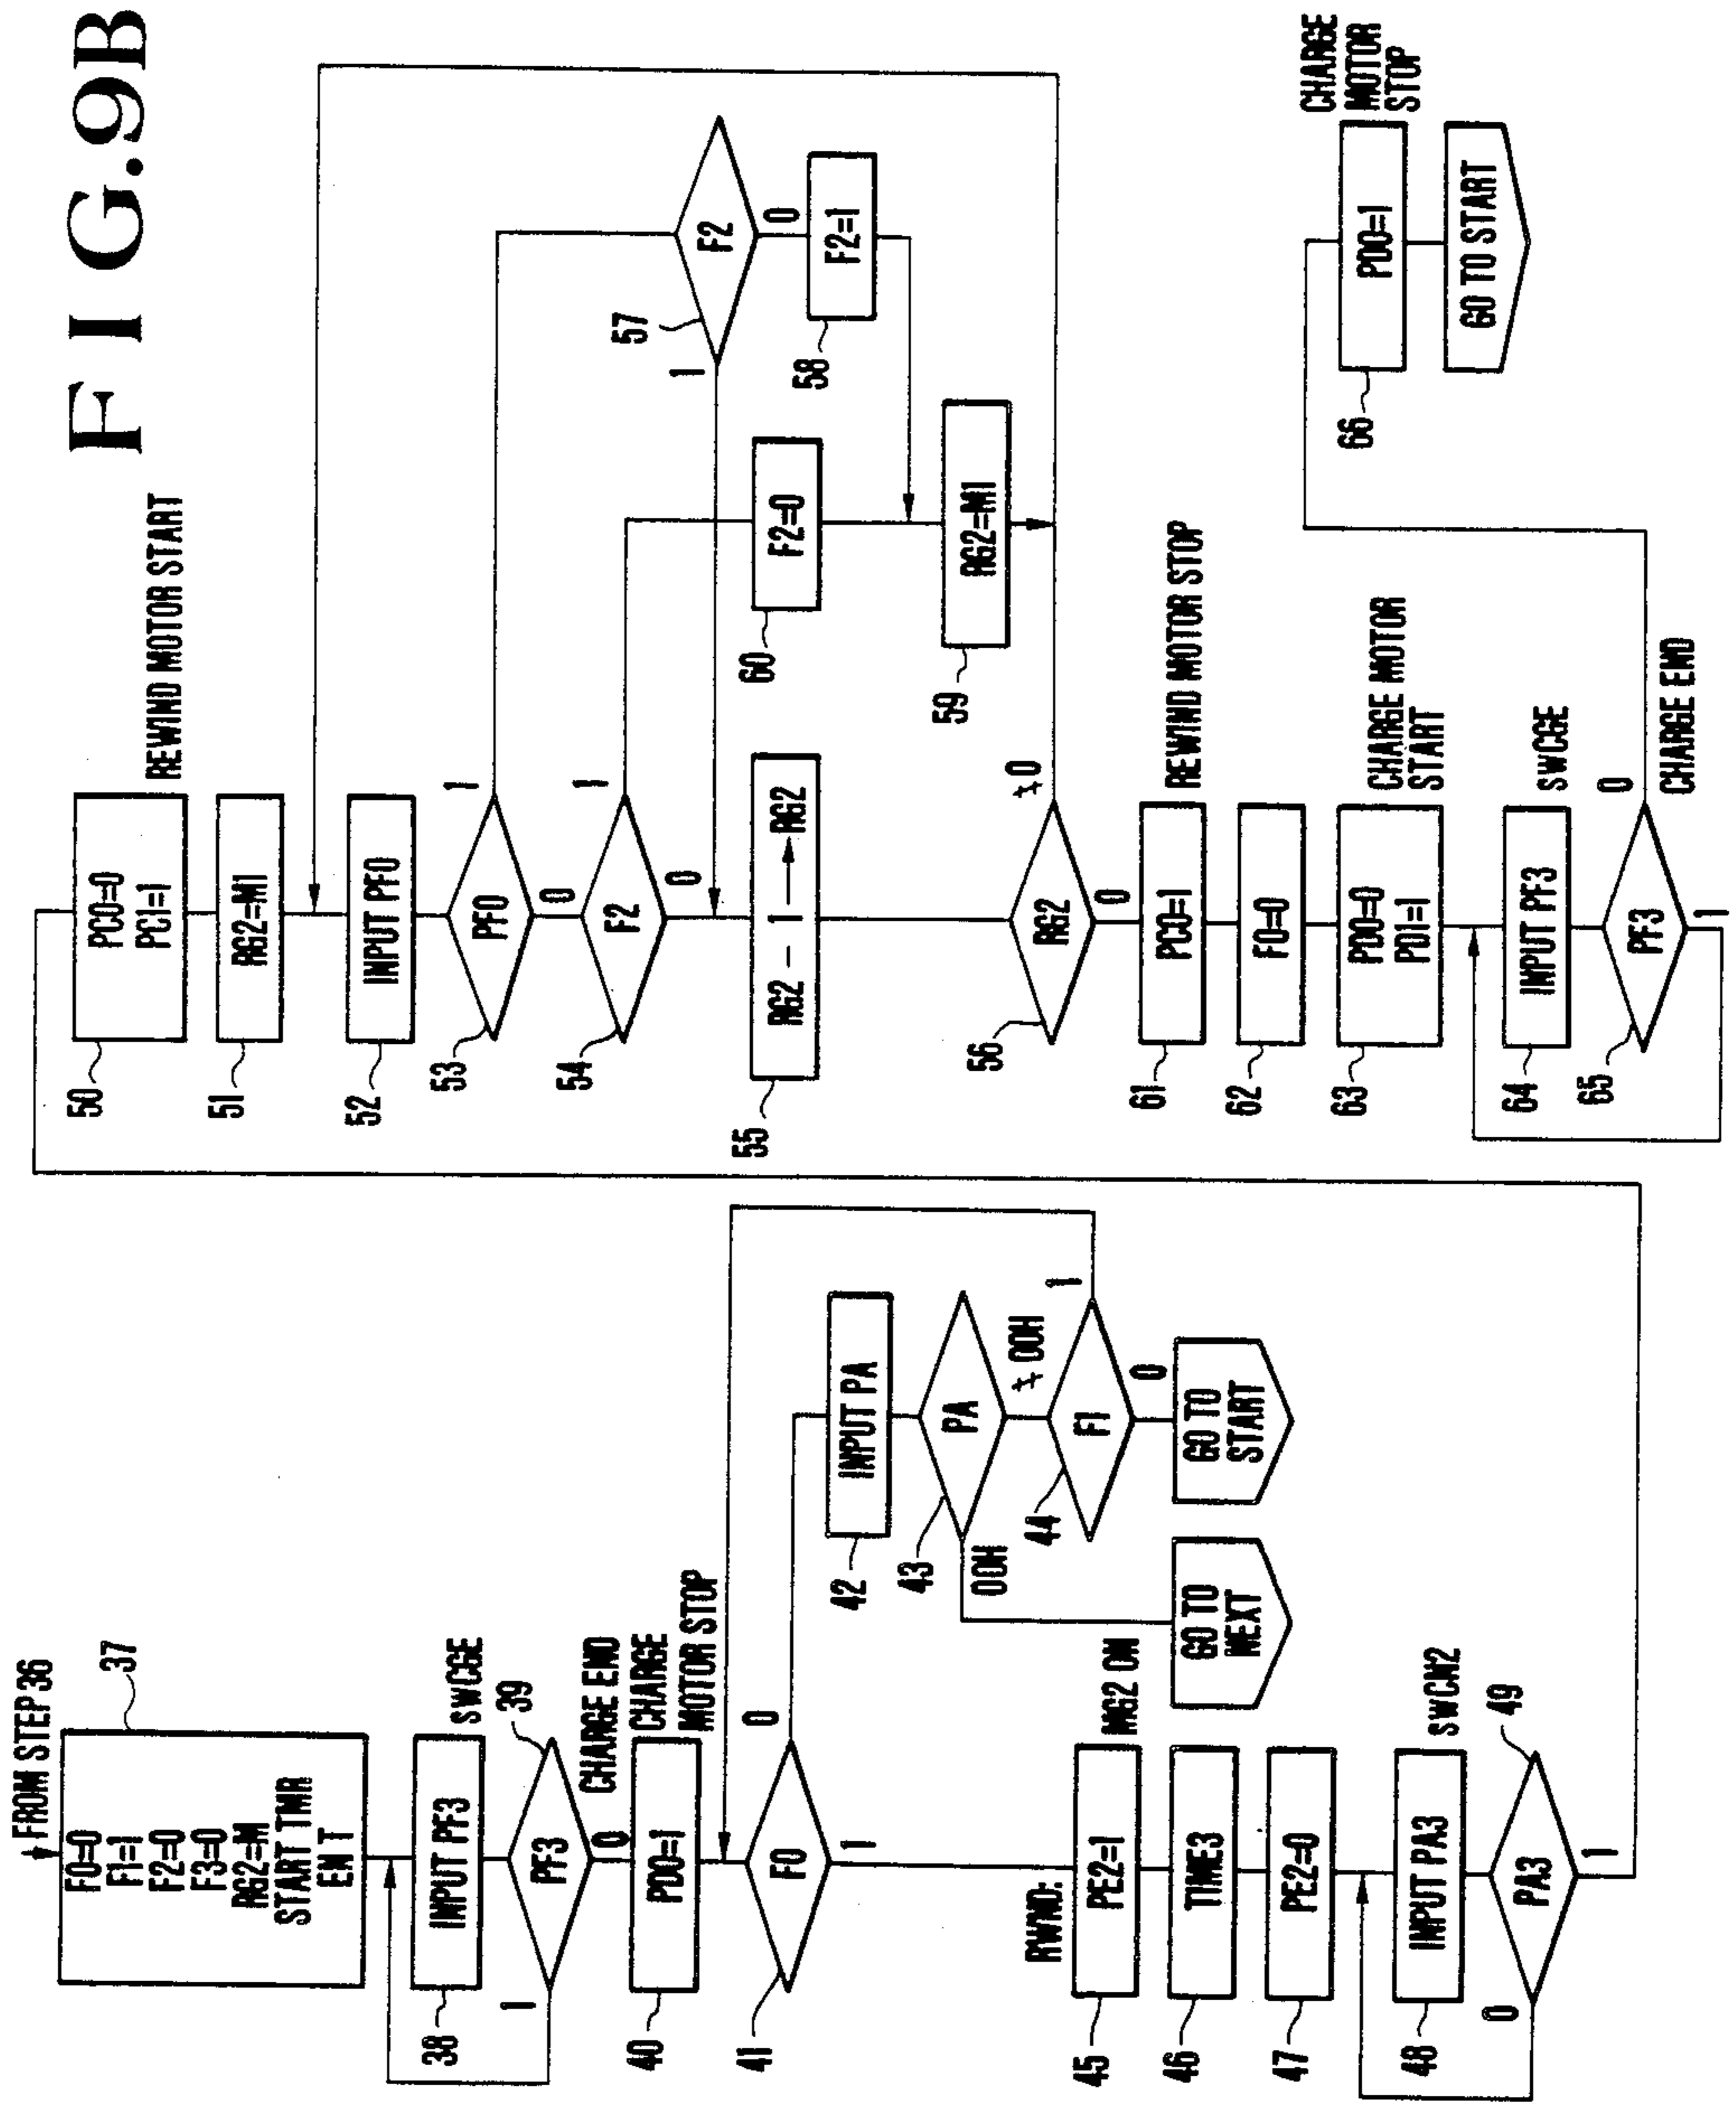 FIG.9B
FROM STEP 36
37
F0=0
F1=1
F2=0
F3=0
RG2=M
START TMR
EN T
38
INPUT PF3
SWCGE
39
PF3
1
0
CHARGE END
40
PD0=1
CHARGE
MOTOR STOP
41
F0
0
1
42
INPUT PA
43
PA
00H
≠ 00H
44
F1
1
0
GO TO
NEXT
GO TO
START
RWND:
45
PE2=1
MG2 ON
46
TIME3
47
PE2=0
48
INPUT PA3
SWCN2
49
PA3
0
1
50
PC0=0
PC1=1
REWIND MOTOR START
51
RG2=M1
52
INPUT PF0
53
PF0
1
0
54
F2
1
0
55
RG2 – 1 → RG2
57
F2
1
0
58
F2=1
60
F2=0
59
RG2=M1
56
RG2
≠0
0
61
PC0=1
REWIND MOTOR STOP
62
F0=0
63
PD0=0
PD1=1
CHARGE MOTOR
START
64
INPUT PF3
SWCGE
65
PF3
0
1
CHARGE END
66
PD0=1
CHARGE
MOTOR
STOP
GO TO START